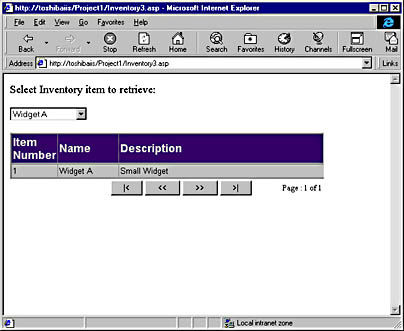 http://toshibaiis/Project1/Inventory3.asp - Microsoft Internet Explorer
File Edit View Go Favorites Help
Back Forward Stop Refresh Home Search Favorites History Channels Fullscreen Mail
Address http://toshibaiis/Project1/Inventory3.asp Links
Select Inventory item to retrieve:
Widget A
Item Number Name Description
1 Widget A Small Widget
|< << >> >| Page : 1 of 1
Local intranet zone